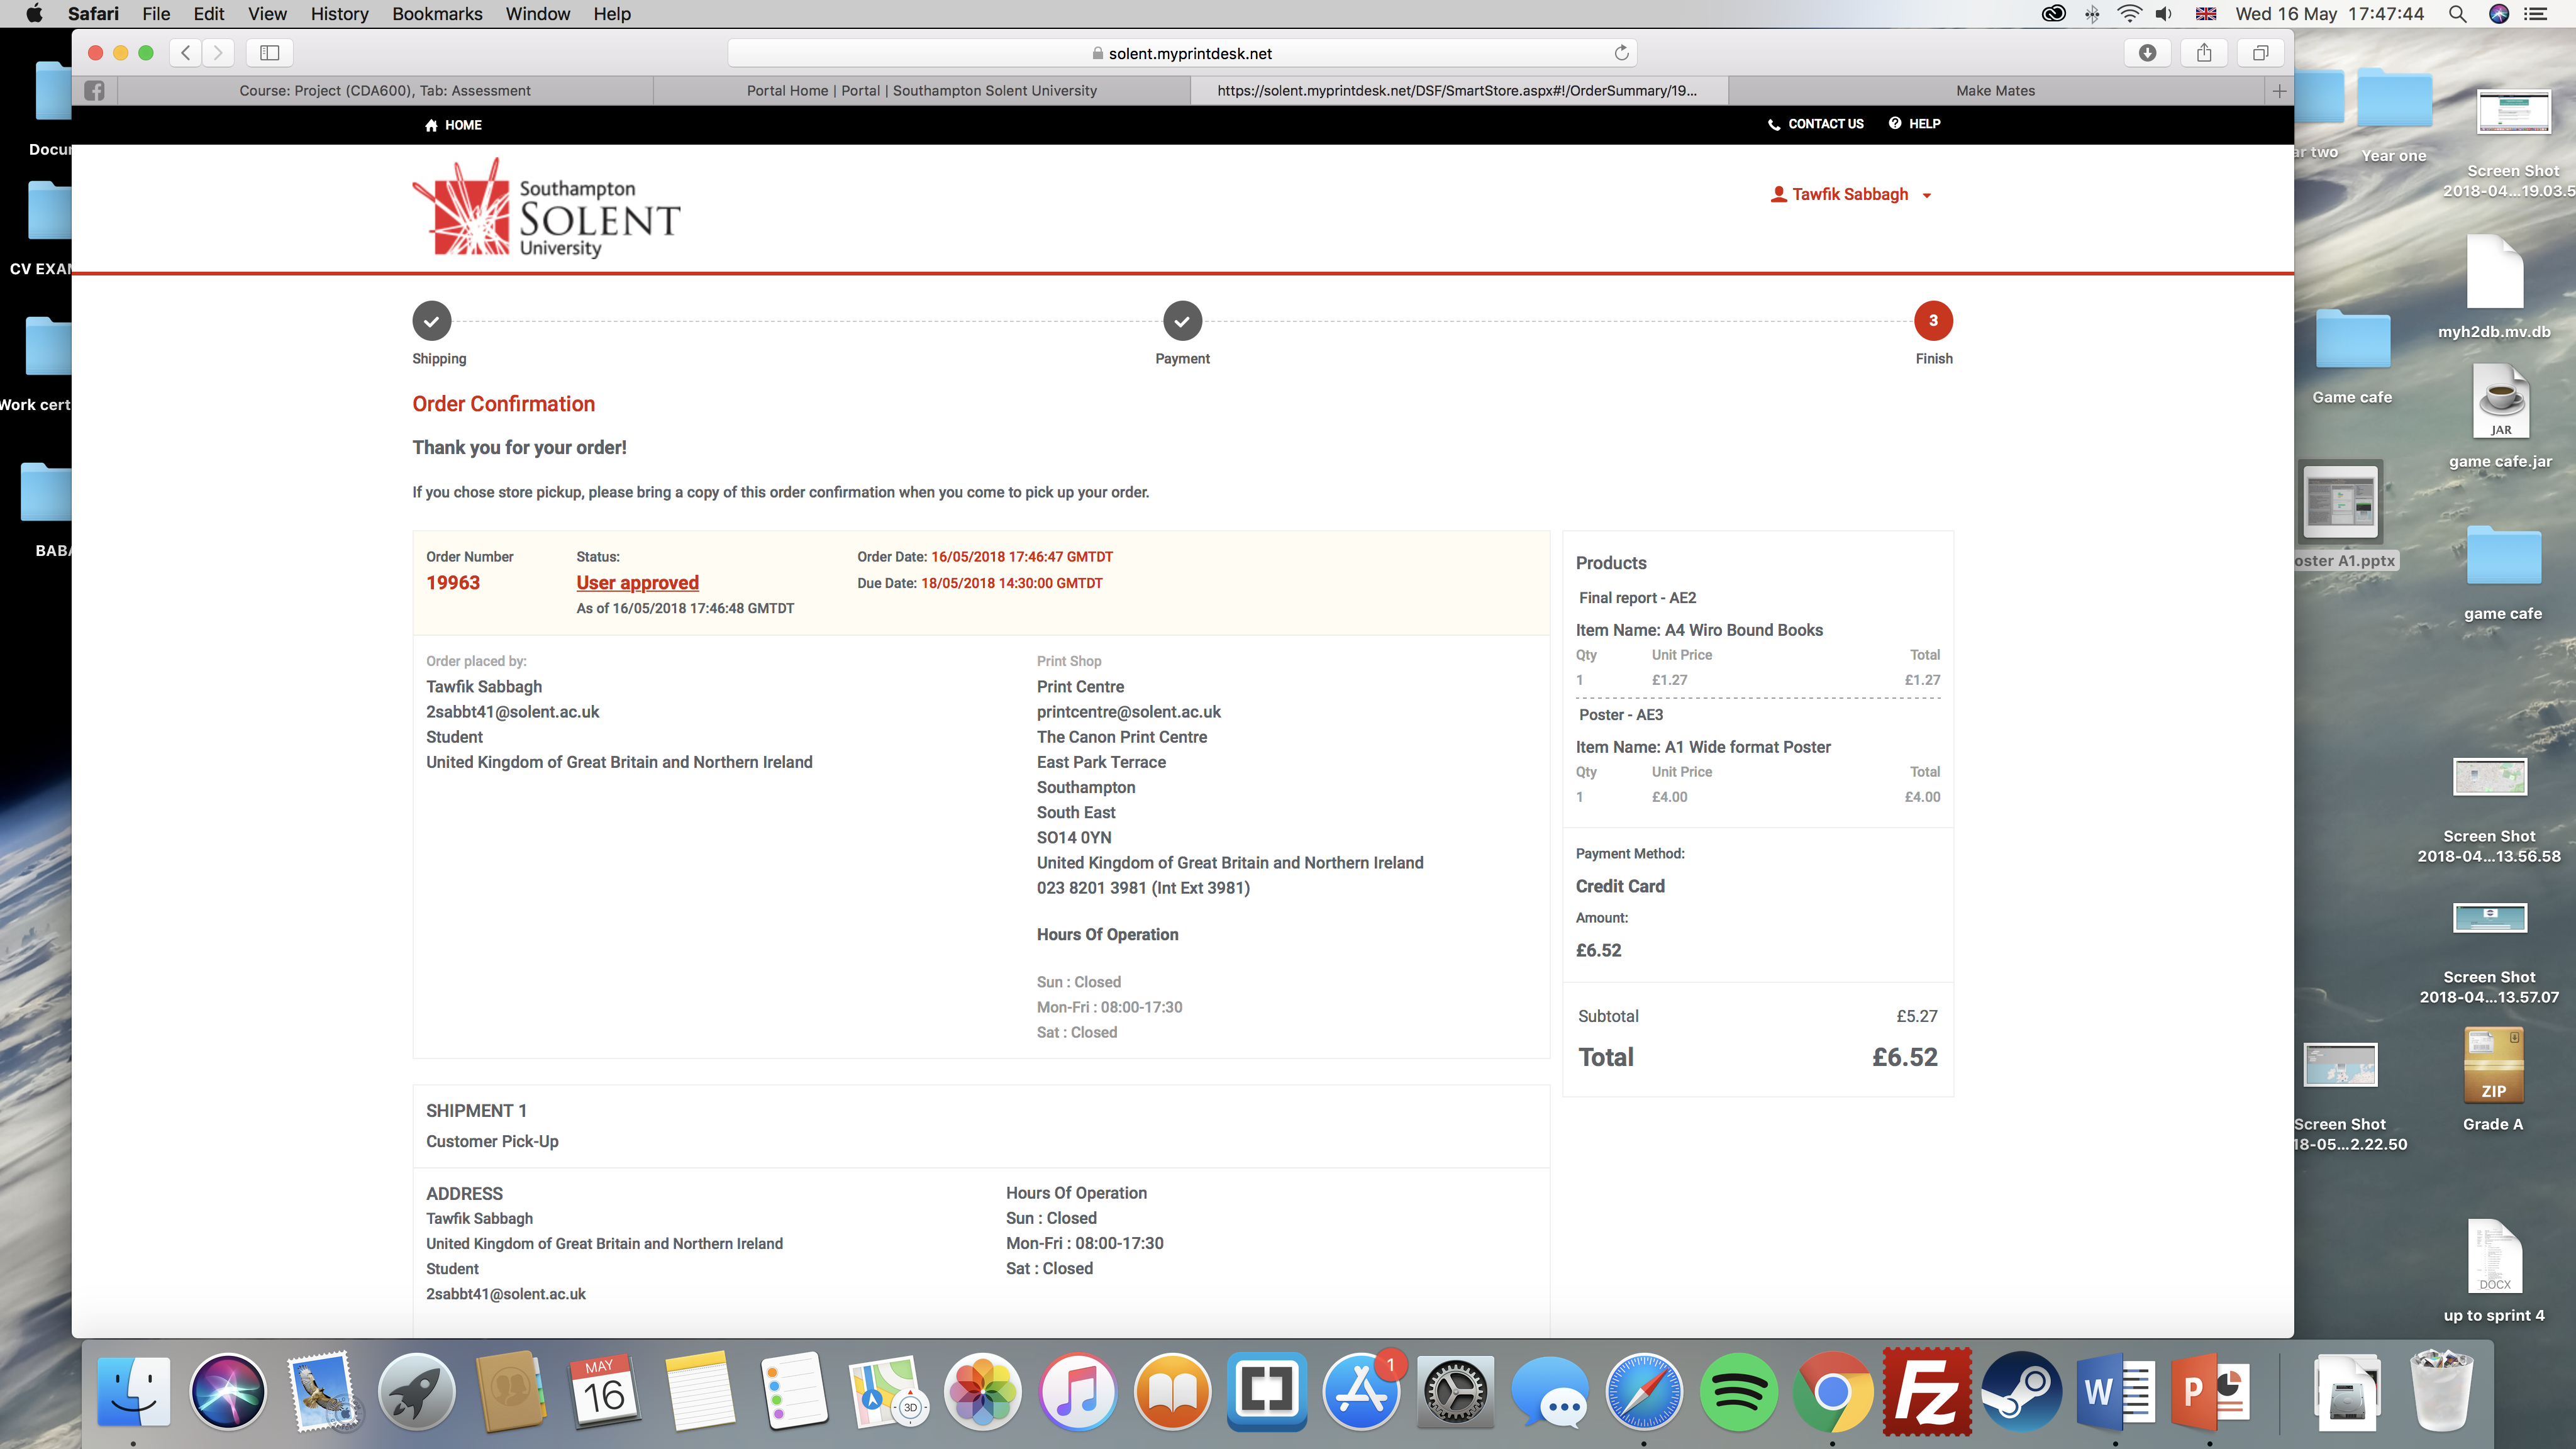 Safari File Edit View History Bookmarks Window Help
Wed 16 May 17:47:44
solent.myprintdesk.net
Course: Project (CDA600), Tab: Assessment
Portal Home | Portal | Southampton Solent University
https://solent.myprintdesk.net/DSF/SmartStore.aspx#!/OrderSummary/19...
Make Mates
HOME
CONTACT US
HELP
Southampton
SOLENT
University
Tawfik Sabbagh
3
Shipping
Payment
Finish
Order Confirmation
Thank you for your order!
If you chose store pickup, please bring a copy of this order confirmation when you come to pick up your order.
Order Number
19963
Status:
User approved
As of 16/05/2018 17:46:48 GMTDT
Order Date: 16/05/2018 17:46:47 GMTDT
Due Date: 18/05/2018 14:30:00 GMTDT
Order placed by:
Tawfik Sabbagh
2sabbt41@solent.ac.uk
Student
United Kingdom of Great Britain and Northern Ireland
Print Shop
Print Centre
printcentre@solent.ac.uk
The Canon Print Centre
East Park Terrace
Southampton
South East
SO14 0YN
United Kingdom of Great Britain and Northern Ireland
023 8201 3981 (Int Ext 3981)
Hours Of Operation
Sun : Closed
Mon-Fri : 08:00-17:30
Sat : Closed
Products
Final report - AE2
Item Name: A4 Wiro Bound Books
Qty Unit Price Total
1 £1.27 £1.27
Poster - AE3
Item Name: A1 Wide format Poster
Qty Unit Price Total
1 £4.00 £4.00
Payment Method:
Credit Card
Amount:
£6.52
Subtotal £5.27
Total £6.52
SHIPMENT 1
Customer Pick-Up
ADDRESS
Tawfik Sabbagh
United Kingdom of Great Britain and Northern Ireland
Student
2sabbt41@solent.ac.uk
Hours Of Operation
Sun : Closed
Mon-Fri : 08:00-17:30
Sat : Closed
Docu
CV EXA
Work cert
BABA
ar two
Year one
Screen Shot
2018-04...19.03.5
myh2db.mv.db
Game cafe
JAR
game cafe.jar
oster A1.pptx
game cafe
Screen Shot
2018-04...13.56.58
Screen Shot
2018-04...13.57.07
ZIP
Grade A
Screen Shot
18-05...2.22.50
DOCX
up to sprint 4
MAY
16
3D
1
Fz
W
P